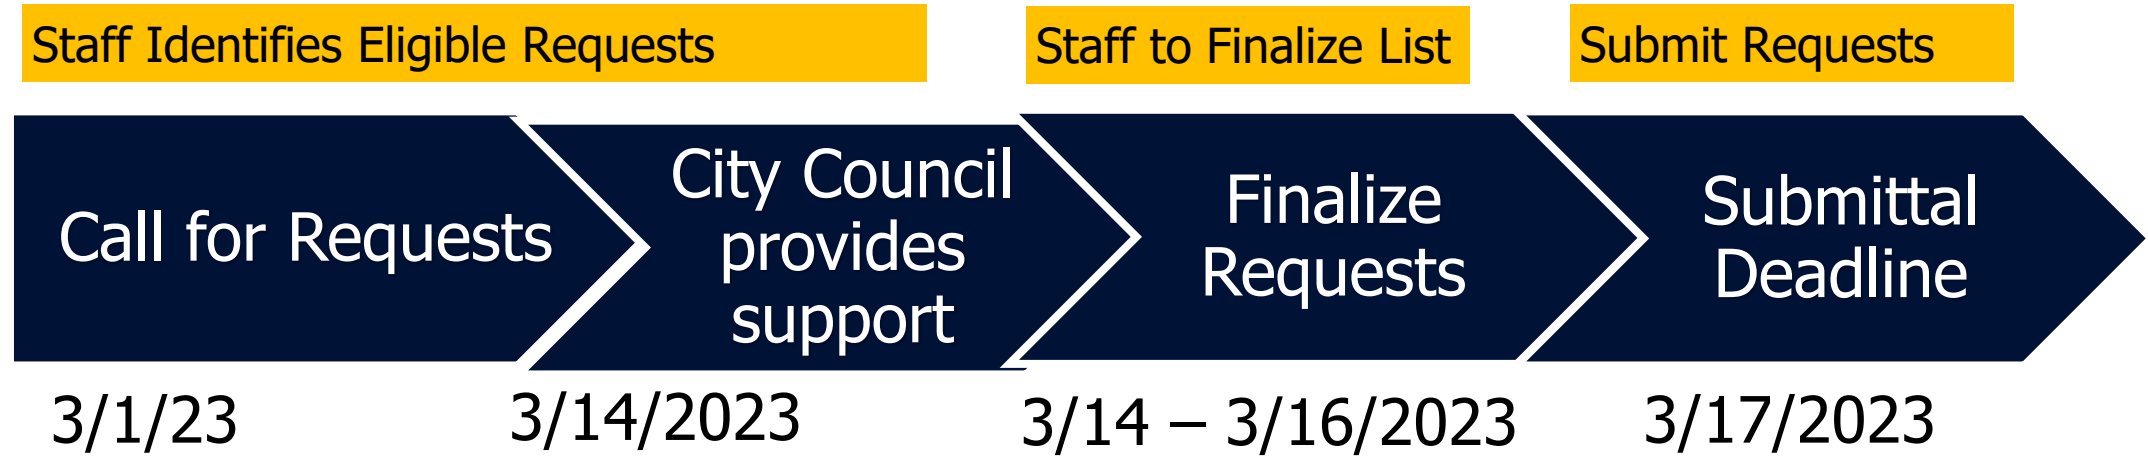 Staff Identifies Eligible Requests
Staff to Finalize List
Submit Requests
Call for Requests
City Council
provides
support
Finalize
Requests
Submittal
Deadline
3/1/23
3/14/2023
3/14 – 3/16/2023
3/17/2023